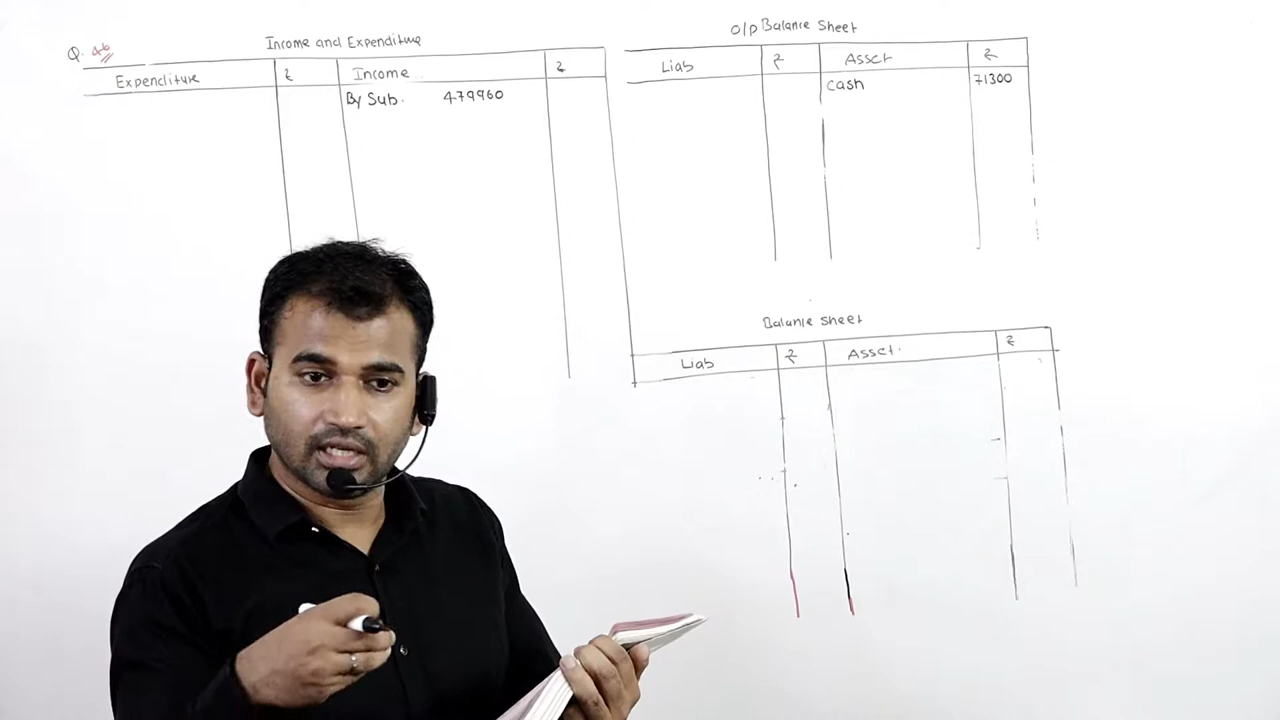 Q. 46
Income and Expenditure
Expenditure ₹ Income ₹
By Sub. 479960
O/p Balance Sheet
Liab ₹ Asset ₹
Cash 71300
Balance Sheet
Liab ₹ Asset. ₹